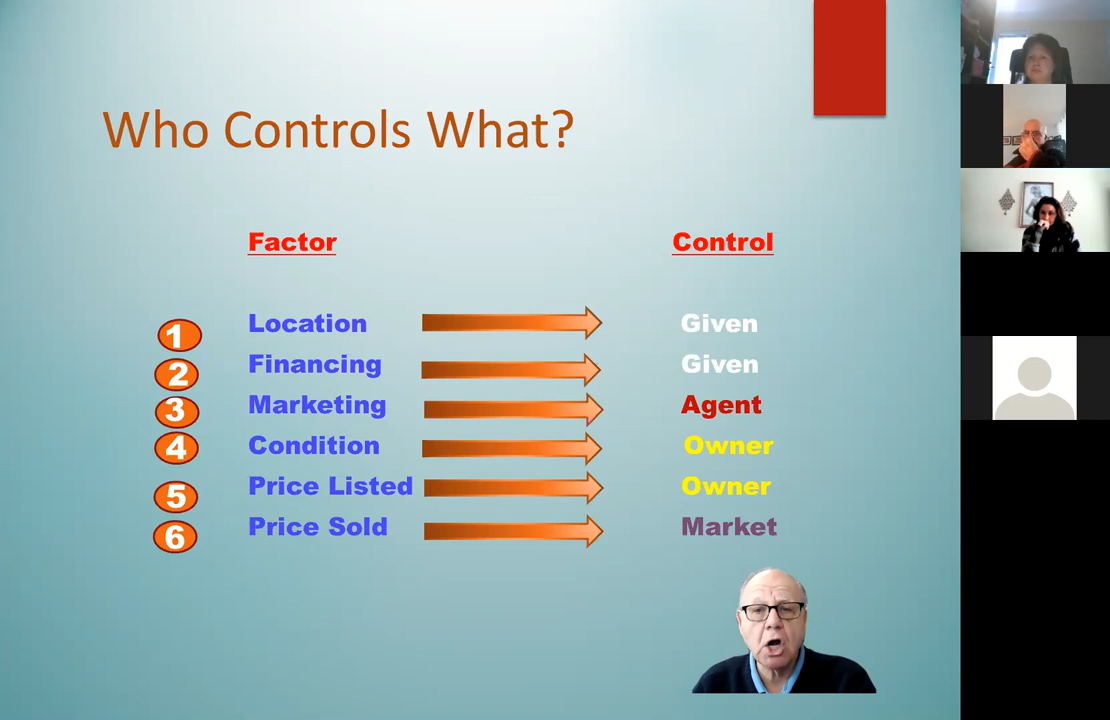 Who Controls What?
Factor Control
1 Location Given
2 Financing Given
3 Marketing Agent
4 Condition Owner
5 Price Listed Owner
6 Price Sold Market